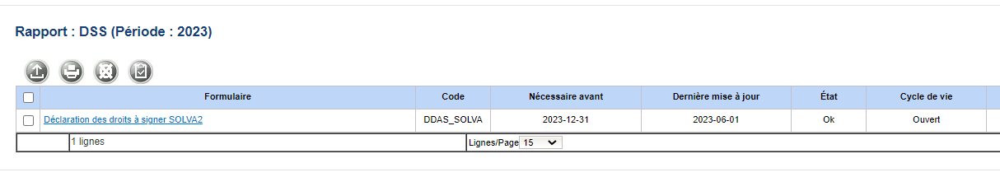 Rapport : DSS (Période : 2023)
Formulaire Code Nécessaire avant Dernière mise à jour État Cycle de vie
Déclaration des droits à signer SOLVA2 DDAS_SOLVA 2023-12-31 2023-06-01 Ok Ouvert
1 lignes Lignes/Page 15